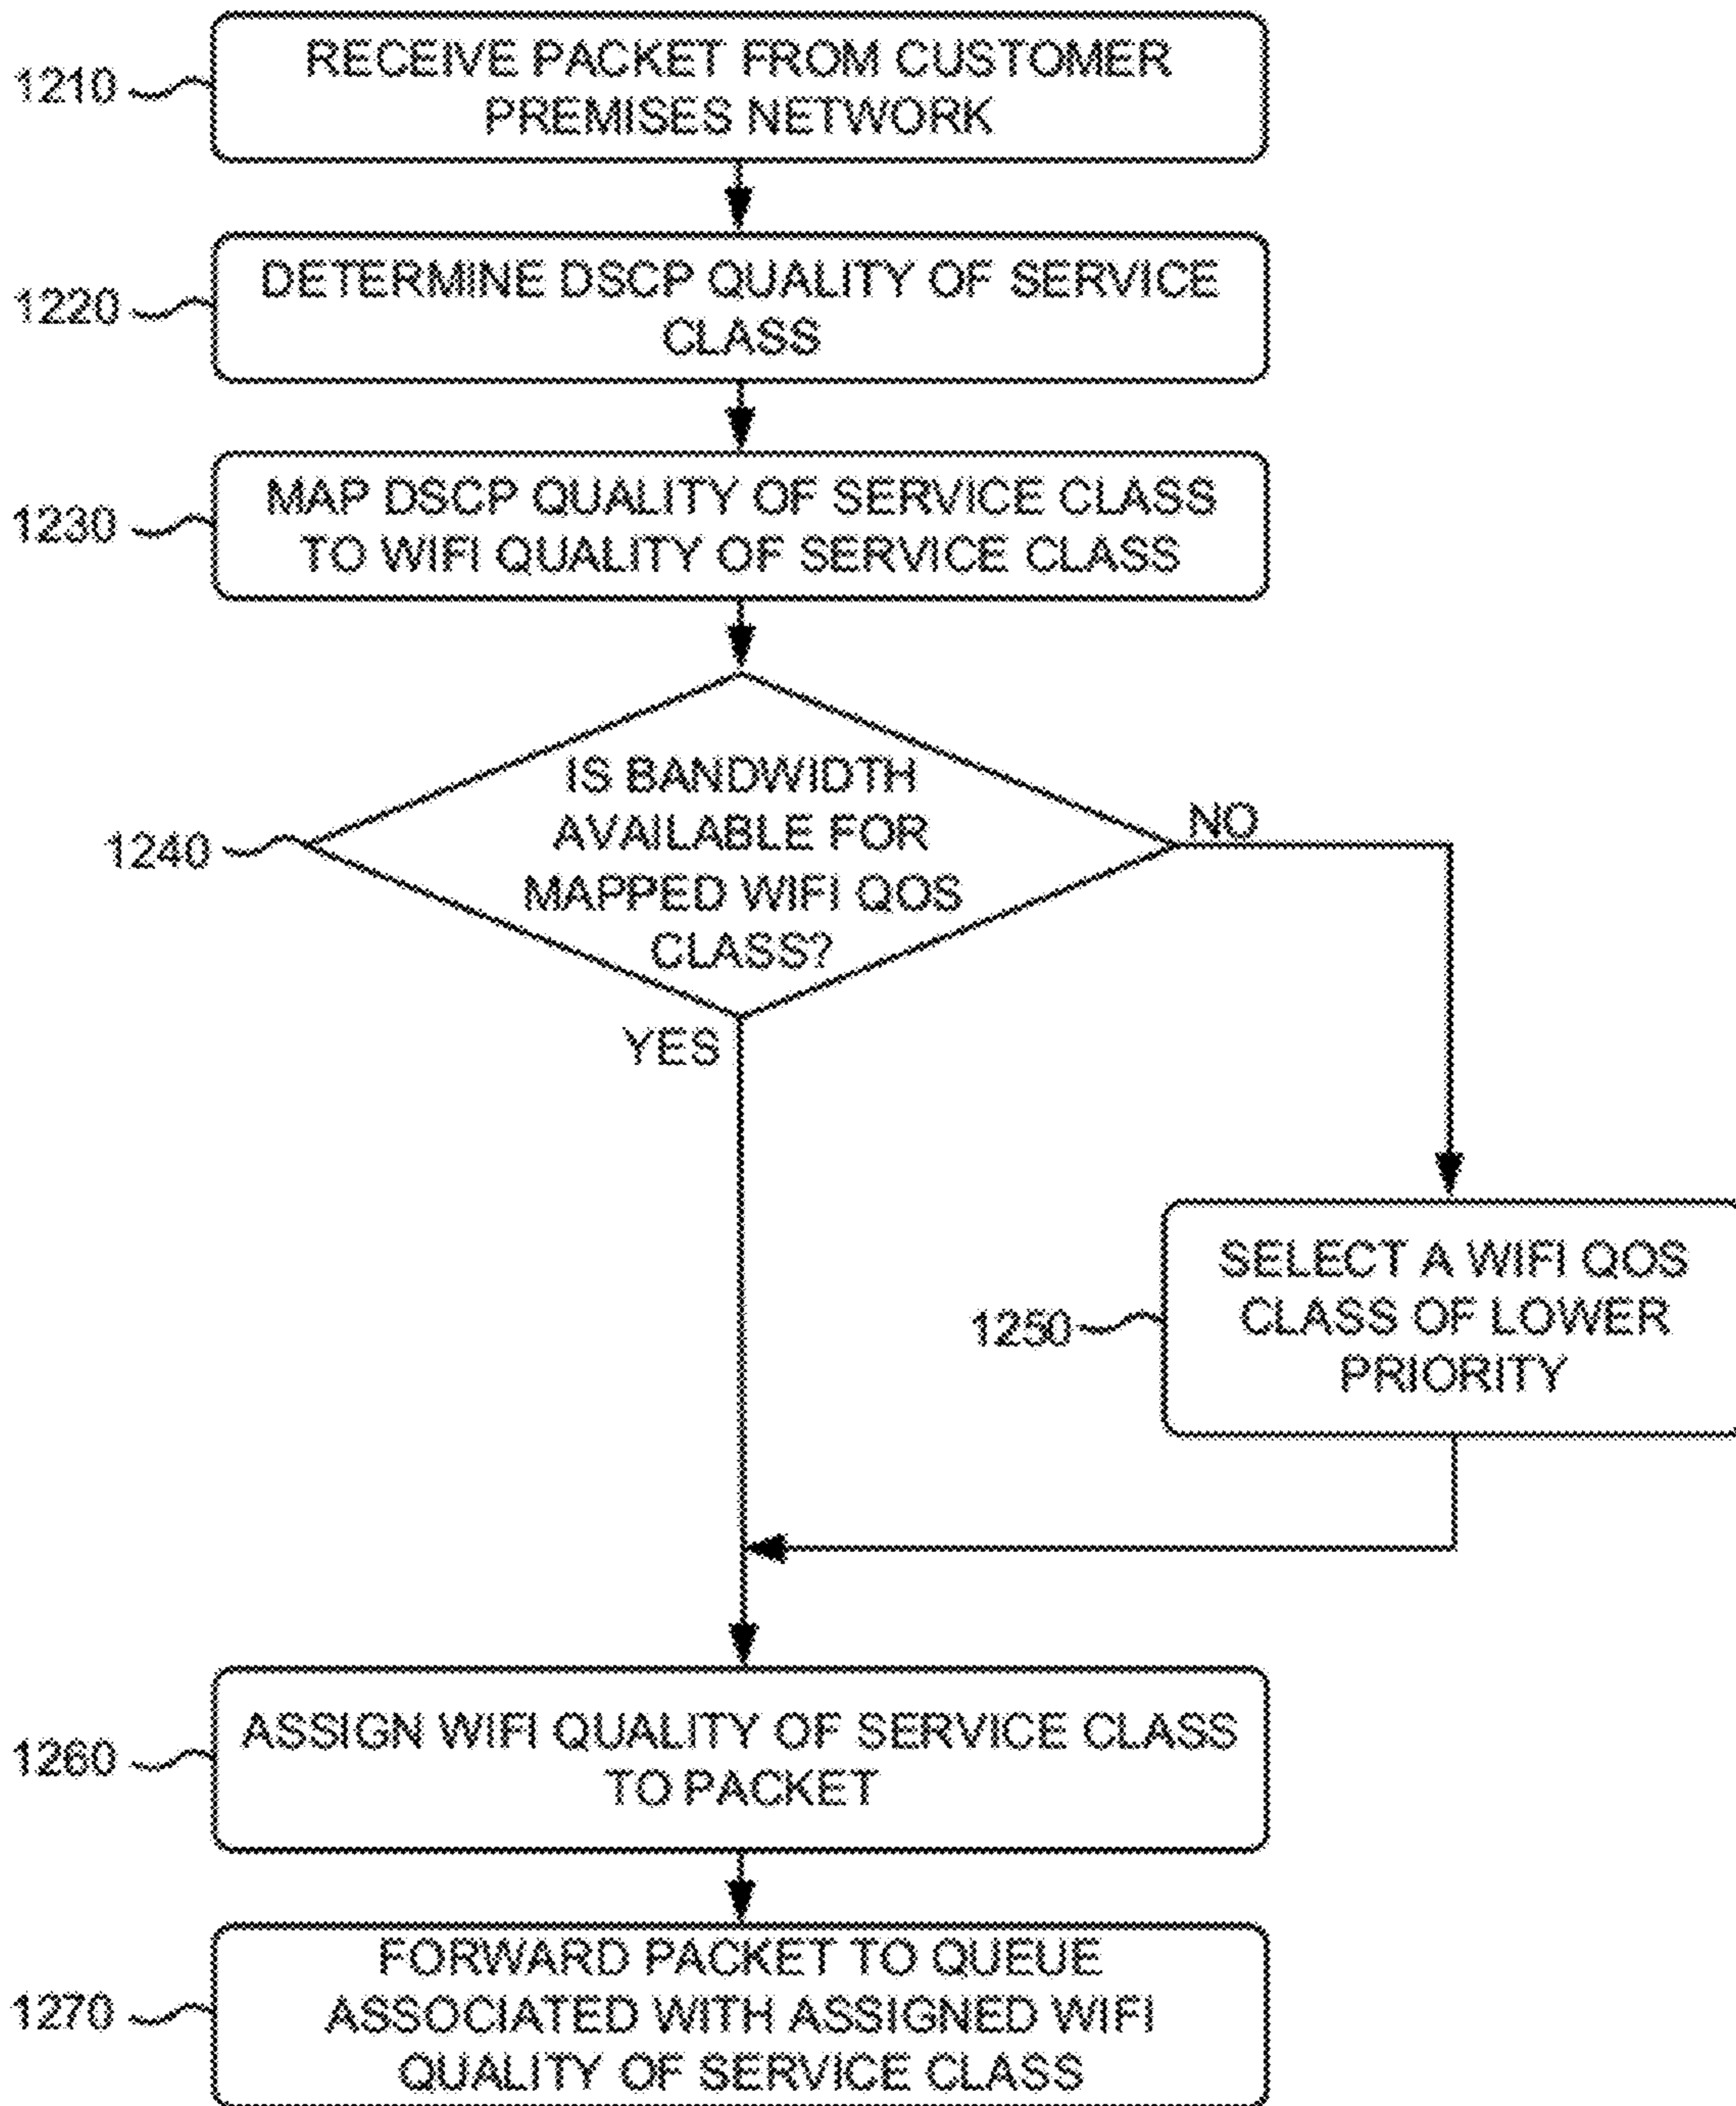 1210
RECEIVE PACKET FROM CUSTOMER
PREMISES NETWORK
1220
DETERMINE DSCP QUALITY OF SERVICE
CLASS
1230
MAP DSCP QUALITY OF SERVICE CLASS
TO WIFI QUALITY OF SERVICE CLASS
1240
IS BANDWIDTH
AVAILABLE FOR
MAPPED WIFI QOS
CLASS?
NO
YES
1250
SELECT A WIFI QOS
CLASS OF LOWER
PRIORITY
1260
ASSIGN WIFI QUALITY OF SERVICE CLASS
TO PACKET
1270
FORWARD PACKET TO QUEUE
ASSOCIATED WITH ASSIGNED WIFI
QUALITY OF SERVICE CLASS